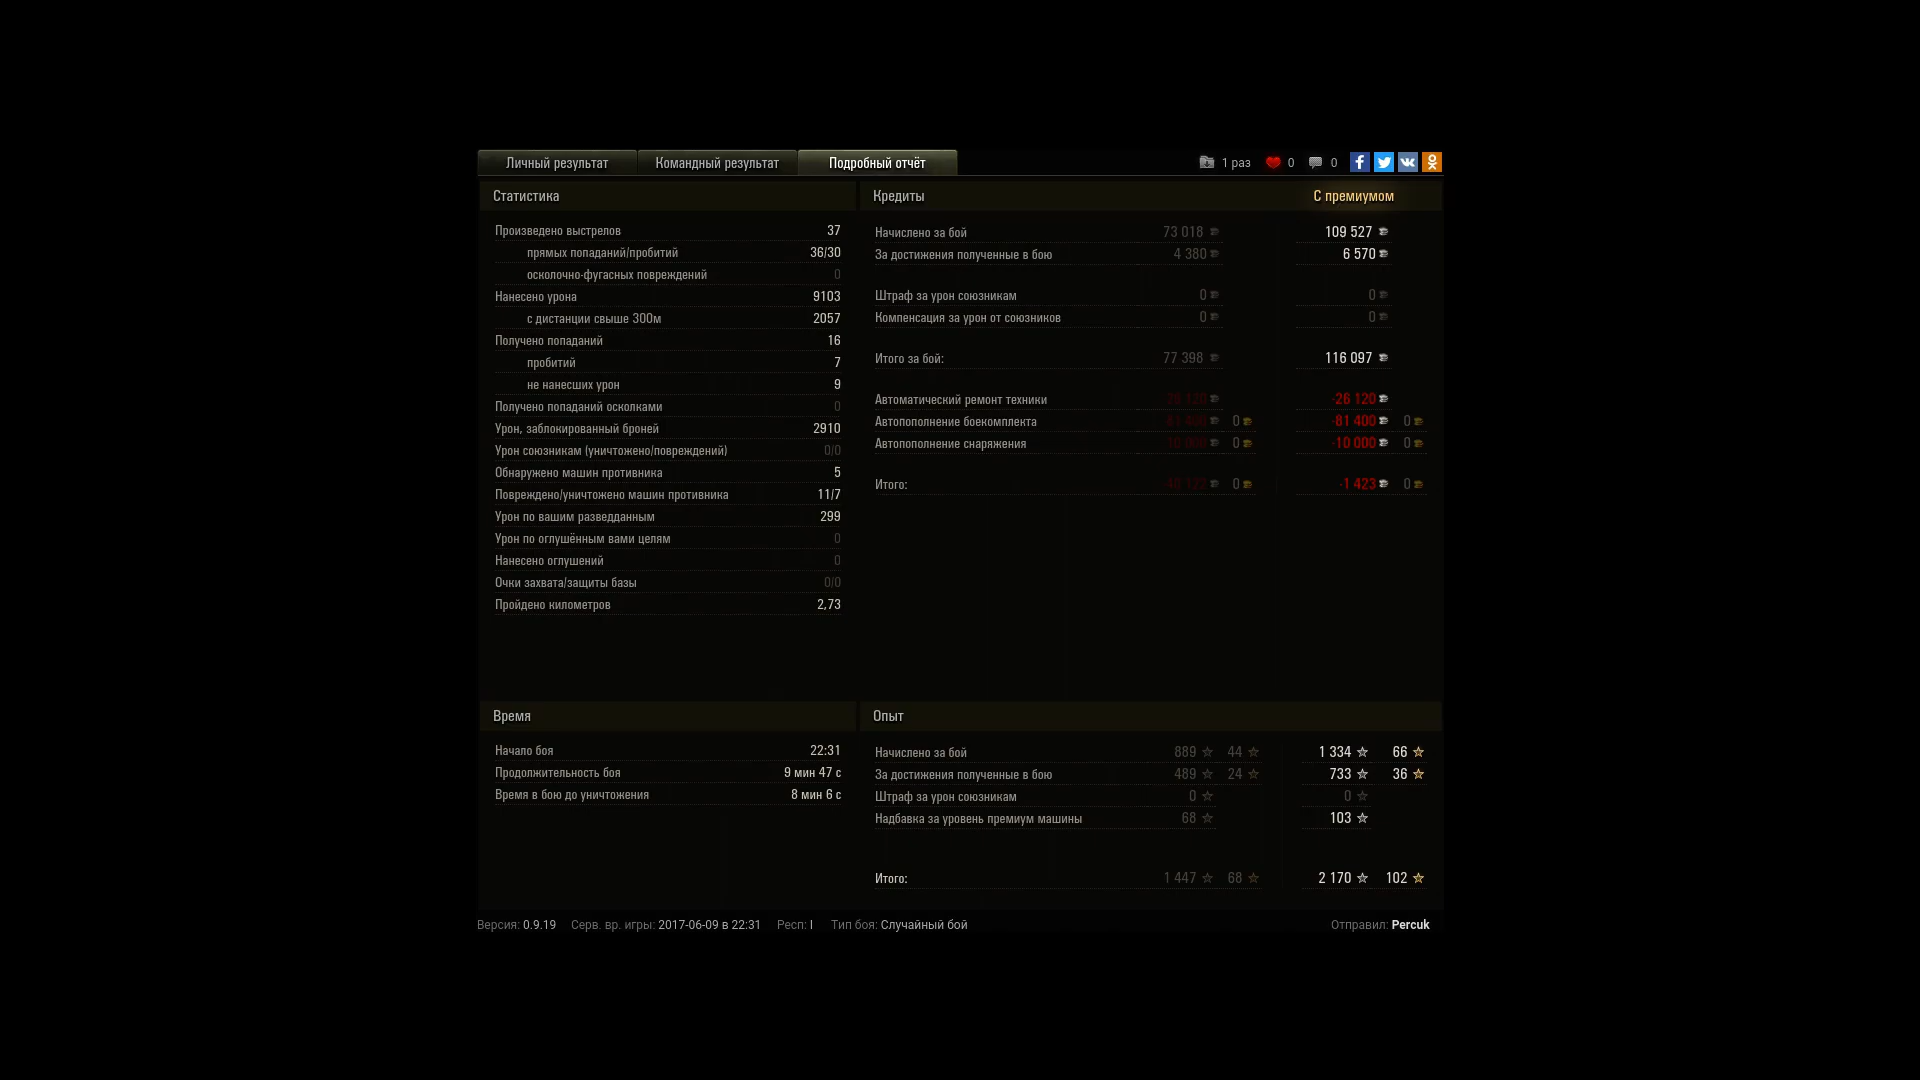 Личный результат Командный результат Подробный отчёт 1 раз 0 0
Статистика
Произведено выстрелов 37
прямых попаданий/пробитий 36/30
осколочно-фугасных повреждений 0
Нанесено урона 9103
с дистанции свыше 300м 2057
Получено попаданий 16
пробитий 7
не нанесших урон 9
Получено попаданий осколками 0
Урон, заблокированный броней 2910
Урон союзникам (уничтожено/повреждений) 0/0
Обнаружено машин противника 5
Повреждено/уничтожено машин противника 11/7
Урон по вашим разведданным 299
Урон по оглушённым вами целям 0
Нанесено оглушений 0
Очки захвата/защиты базы 0/0
Пройдено километров 2,73
Кредиты С премиумом
Начислено за бой 73 018 109 527
За достижения полученные в бою 4 380 6 570
Штраф за урон союзникам 0 0
Компенсация за урон от союзников 0 0
Итого за бой: 77 398 116 097
Автоматический ремонт техники -26 120
Автопополнение боекомплекта 0 -81 400 0
Автопополнение снаряжения 0 -10 000 0
Итого: 0 -1 423 0
Время
Начало боя 22:31
Продолжительность боя 9 мин 47 с
Время в бою до уничтожения 8 мин 6 с
Опыт
Начислено за бой 889 44 1 334 66
За достижения полученные в бою 489 24 733 36
Штраф за урон союзникам 0 0
Надбавка за уровень премиум машины 68 103
Итого: 1 447 68 2 170 102
Версия: 0.9.19 Серв. вр. игры: 2017-06-09 в 22:31 Респ: I Тип боя: Случайный бой Отправил: Percuk